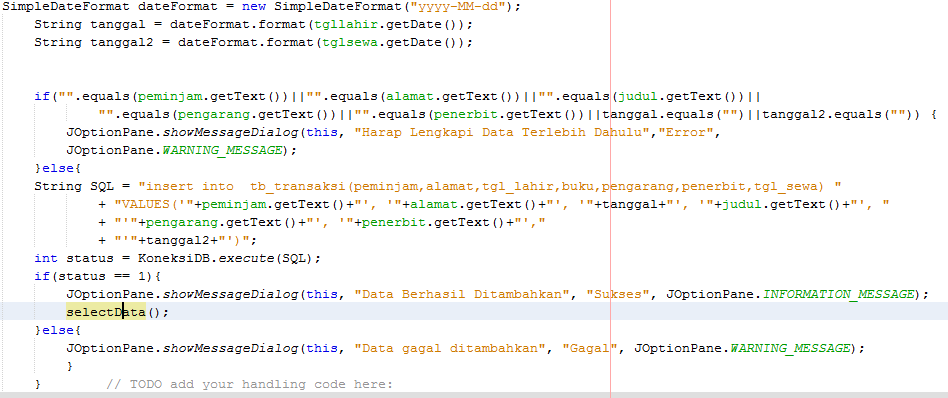 SimpleDateFormat dateFormat = new SimpleDateFormat("yyyy-MM-dd");
String tanggal = dateFormat.format(tgllahir.getDate());
String tanggal2 = dateFormat.format(tglsewa.getDate());
if("".equals(peminjam.getText())||"".equals(alamat.getText())||"".equals(judul.getText())||
"".equals(pengarang.getText())||"".equals(penerbit.getText())||tanggal.equals("")||tanggal2.equals("")) {
JOptionPane.showMessageDialog(this, "Harap Lengkapi Data Terlebih Dahulu","Error",
JOptionPane.WARNING_MESSAGE);
}else{
String SQL = "insert into  tb_transaksi(peminjam,alamat,tgl_lahir,buku,pengarang,penerbit,tgl_sewa) "
+ "VALUES('"+peminjam.getText()+"', '"+alamat.getText()+"', '"+tanggal+"', '"+judul.getText()+"', "
+ "'"+pengarang.getText()+"', '"+penerbit.getText()+"',"
+ "'"+tanggal2+"')";
int status = KoneksiDB.execute(SQL);
if(status == 1){
JOptionPane.showMessageDialog(this, "Data Berhasil Ditambahkan", "Sukses", JOptionPane.INFORMATION_MESSAGE);
selectData();
}else{
JOptionPane.showMessageDialog(this, "Data gagal ditambahkan", "Gagal", JOptionPane.WARNING_MESSAGE);
}
}        // TODO add your handling code here: